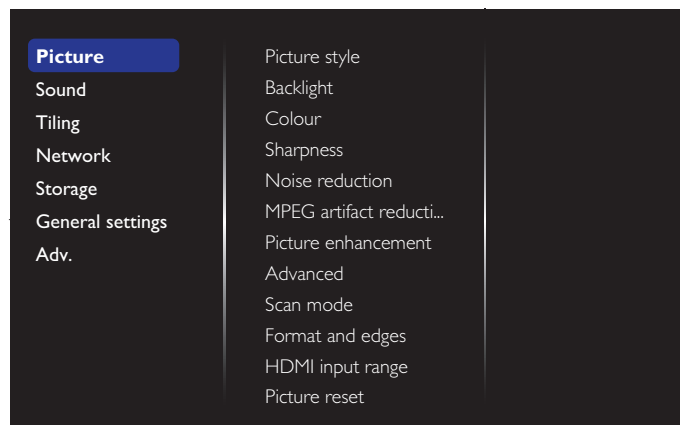 Picture
Sound
Tiling
Network
Storage
General settings
Adv.
Picture style
Backlight
Colour
Sharpness
Noise reduction
MPEG artifact reducti...
Picture enhancement
Advanced
Scan mode
Format and edges
HDMI input range
Picture reset